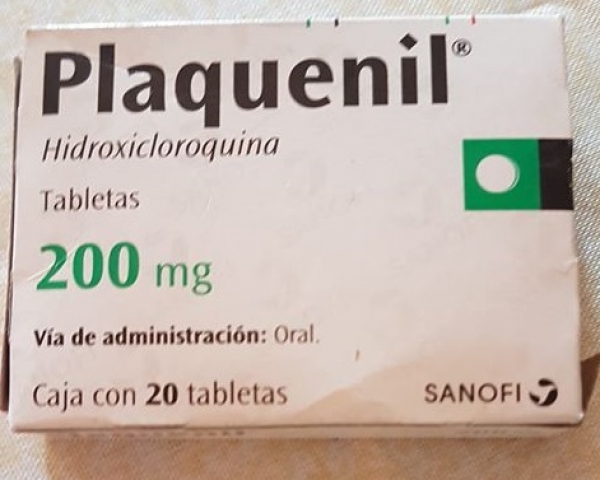 Plaquenil®
Hidroxicloroquina
Tabletas
200 mg
Vía de administración: Oral.
Caja con 20 tabletas
SANOFI